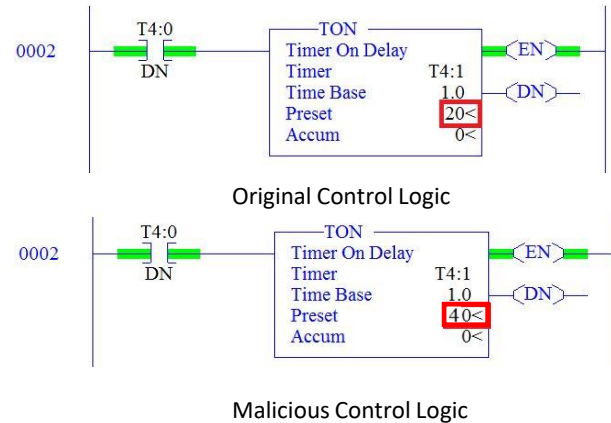 T4:0
TON
0002
DN
Timer On Delay
EN
Timer T4:1
Time Base 1.0
DN
Preset 20<
Accum 0<
Original Control Logic
T4:0
TON
0002
DN
Timer On Delay
EN
Timer T4:1
Time Base 1.0
DN
Preset 40<
Accum 0<
Malicious Control Logic